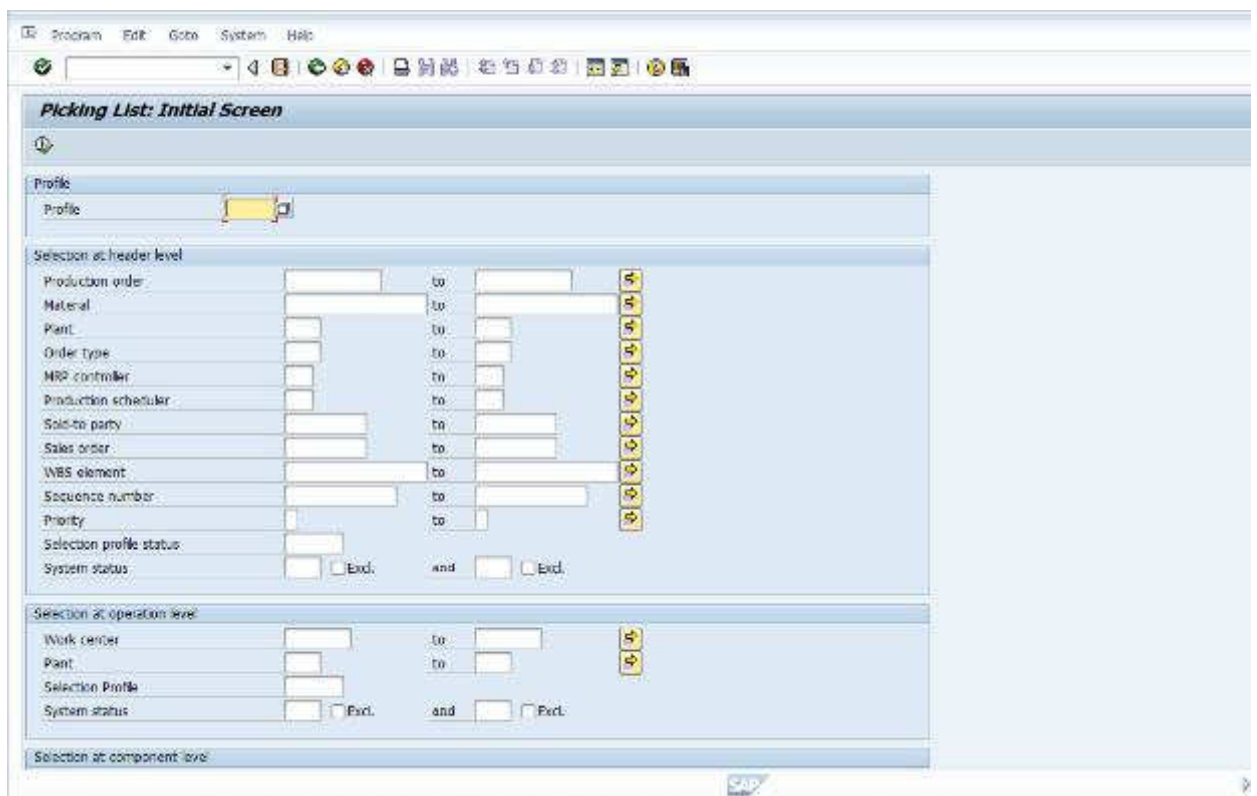 Program Edit Goto System Help
Picking List: Initial Screen
Profile
Profile
Selection at header level
Production order to
Material to
Plant to
Order type to
MRP controller to
Production scheduler to
Sold-to party to
Sales order to
WBS element to
Sequence number to
Priority to
Selection profile status
System status Excl. and Excl.
Selection at operation level
Work center to
Plant to
Selection Profile
System status Excl. and Excl.
Selection at component level
SAP